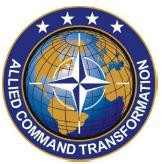 ALLIED COMMAND TRANSFORMATION